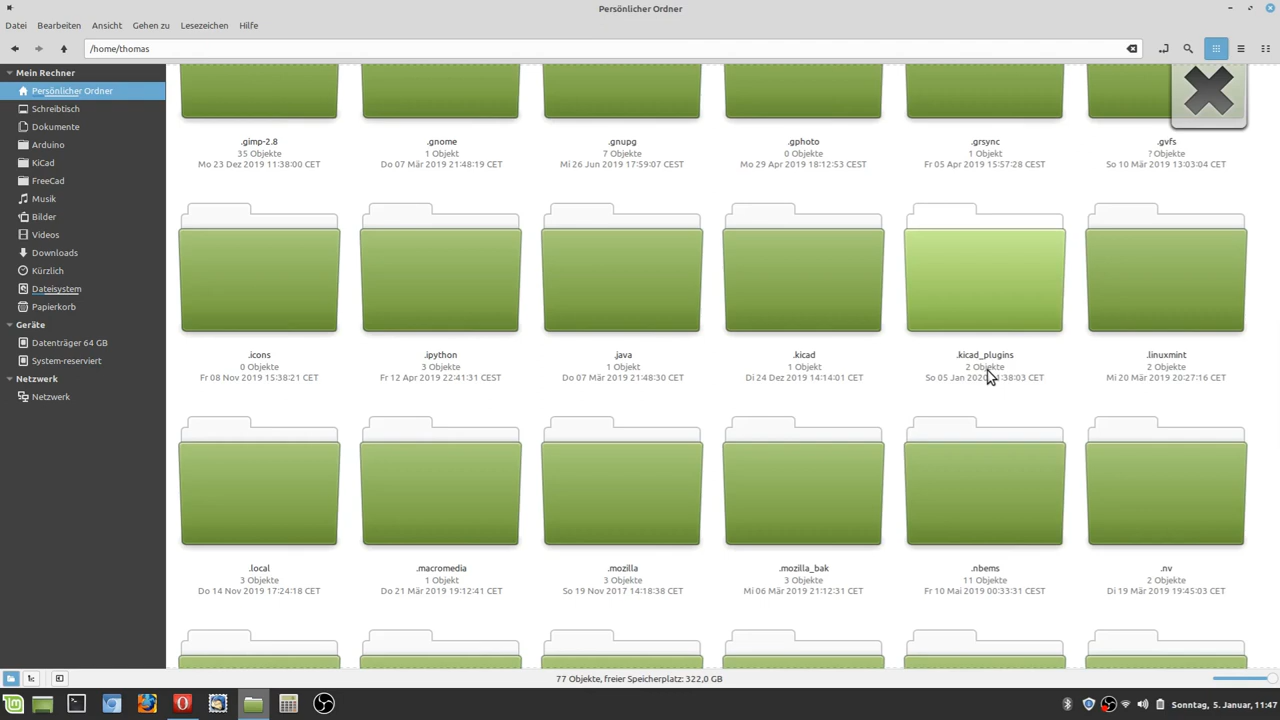 Persönlicher Ordner
Datei Bearbeiten Ansicht Gehen zu Lesezeichen Hilfe
/home/thomas
Mein Rechner
Persönlicher Ordner
Schreibtisch
Dokumente
Arduino
KiCad
FreeCad
Musik
Bilder
Videos
Downloads
Kürzlich
Dateisystem
Papierkorb
Geräte
Datenträger 64 GB
System-reserviert
Netzwerk
Netzwerk
.gimp-2.8 .gnome .gnupg .gphoto .grsync .gvfs
35 Objekte 1 Objekt 7 Objekte 0 Objekte 1 Objekt ? Objekte
Mo 23 Dez 2019 11:38:00 CET Do 07 Mär 2019 21:48:19 CET Mi 26 Jun 2019 17:59:07 CEST Mo 29 Apr 2019 18:12:53 CEST Fr 05 Apr 2019 15:57:28 CEST So 10 Mär 2019 13:03:04 CET
.icons .ipython .java .kicad .kicad_plugins .linuxmint
0 Objekte 3 Objekte 1 Objekt 1 Objekt 2 Objekte 2 Objekte
Fr 08 Nov 2019 15:38:21 CET Fr 12 Apr 2019 22:41:31 CEST Do 07 Mär 2019 21:48:30 CET Di 24 Dez 2019 14:14:01 CET So 05 Jan 38:03 CET Mi 20 Mär 2019 20:27:16 CET
.local .macromedia .mozilla .mozilla_bak .nbems .nv
3 Objekte 1 Objekt 3 Objekte 3 Objekte 11 Objekte 2 Objekte
Do 14 Nov 2019 17:24:18 CET Do 21 Mär 2019 19:12:41 CET So 19 Nov 2017 14:18:38 CET Mi 06 Mär 2019 21:12:31 CET Fr 10 Mai 2019 00:33:31 CEST Di 19 Mär 2019 19:45:03 CET
77 Objekte, freier Speicherplatz: 322,0 GB
Sonntag, 5. Januar, 11:47